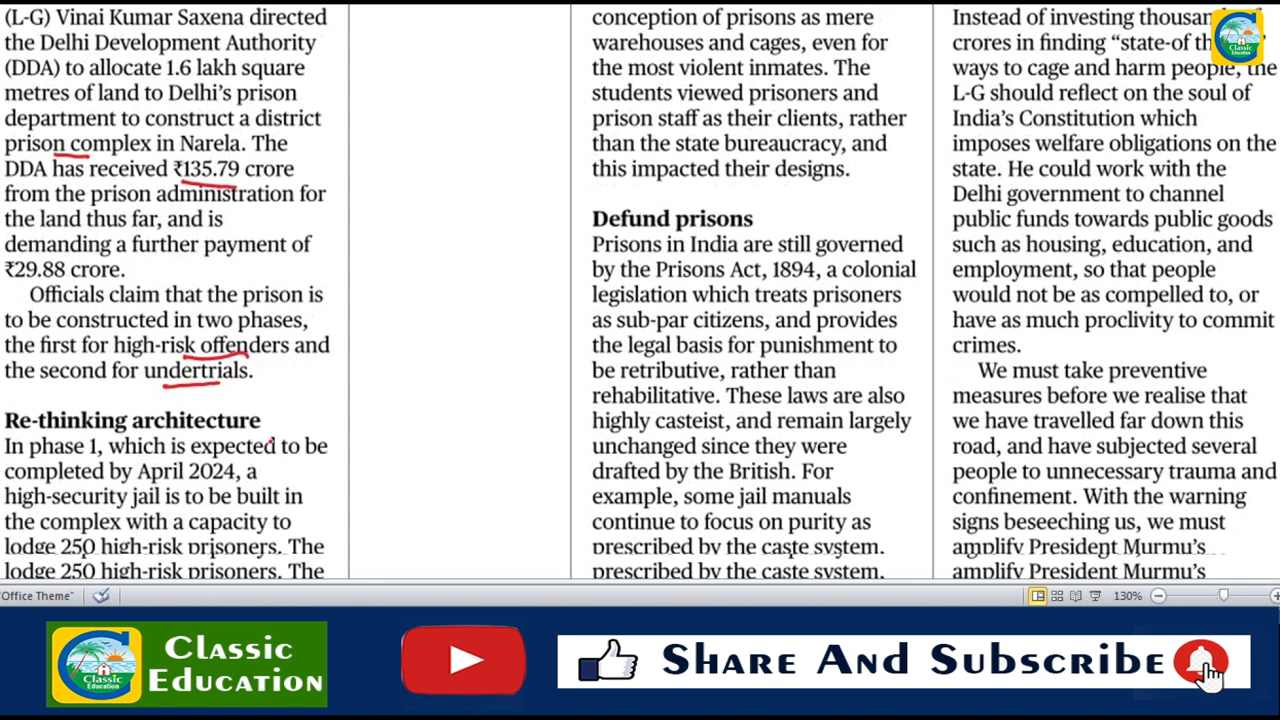 (L-G) Vinai Kumar Saxena directed
the Delhi Development Authority
(DDA) to allocate 1.6 lakh square
metres of land to Delhi's prison
department to construct a district
prison complex in Narela. The
DDA has received ₹135.79 crore
from the prison administration for
the land thus far, and is
demanding a further payment of
₹29.88 crore.
Officials claim that the prison is
to be constructed in two phases,
the first for high-risk offenders and
the second for undertrials.
Re-thinking architecture
In phase 1, which is expected to be
completed by April 2024, a
high-security jail is to be built in
the complex with a capacity to
lodge 250 high-risk prisoners. The
lodge 250 high-risk prisoners. The
conception of prisons as mere
warehouses and cages, even for
the most violent inmates. The
students viewed prisoners and
prison staff as their clients, rather
than the state bureaucracy, and
this impacted their designs.
Defund prisons
Prisons in India are still governed
by the Prisons Act, 1894, a colonial
legislation which treats prisoners
as sub-par citizens, and provides
the legal basis for punishment to
be retributive, rather than
rehabilitative. These laws are also
highly casteist, and remain largely
unchanged since they were
drafted by the British. For
example, some jail manuals
continue to focus on purity as
prescribed by the caste system.
prescribed by the caste system.
Instead of investing
crores in finding "state-of
ways to cage and harm people, the
L-G should reflect on the soul of
India's Constitution which
imposes welfare obligations on the
state. He could work with the
Delhi government to channel
public funds towards public goods
such as housing, education, and
employment, so that people
would not be as compelled to, or
have as much proclivity to commit
crimes.
We must take preventive
measures before we realise that
we have travelled far down this
road, and have subjected several
people to unnecessary trauma and
confinement. With the warning
signs beseeching us, we must
amplify President Murmu's
amplify President Murmu's
Classic
Education
"Office Theme"
130%
Classic
Education
Classic
Education
Share And Subscribe